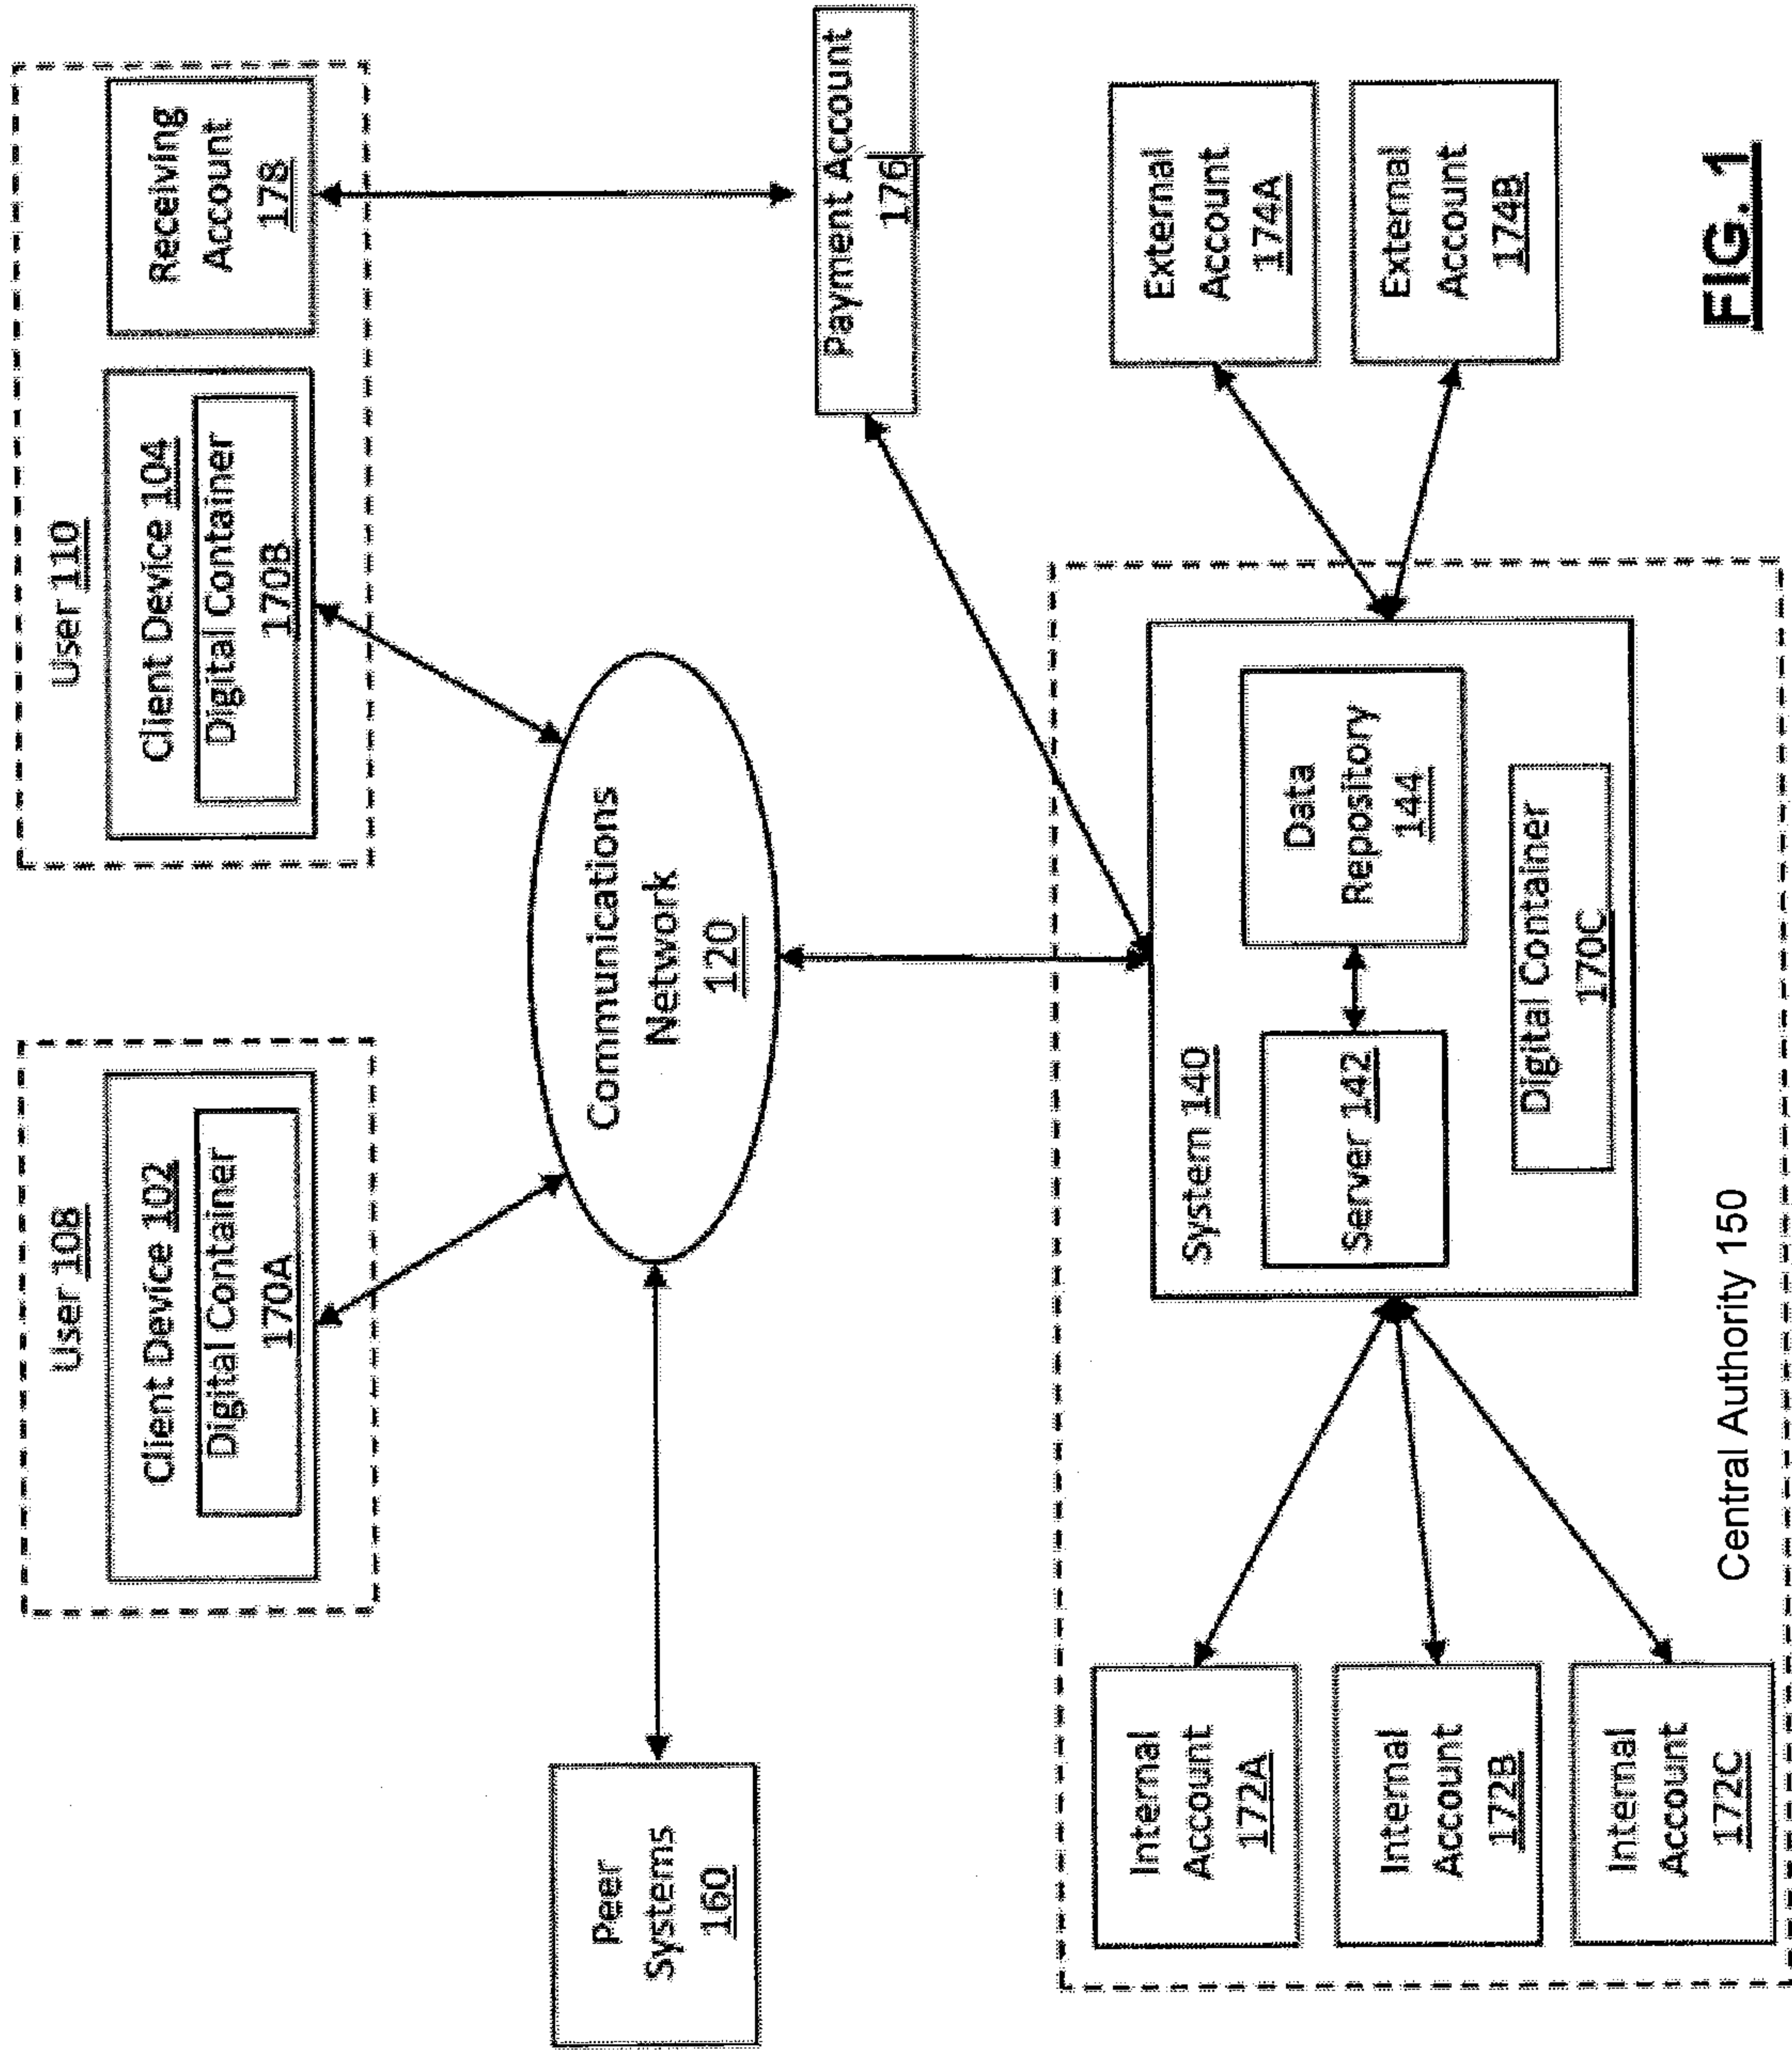 User 108
Client Device 102
Digital Container
170A
User 110
Client Device 104
Digital Container
170B
Receiving
Account
178
Peer
Systems
160
Communications
Network
120
Payment Account
176
Internal
Account
172A
Internal
Account
172B
Internal
Account
172C
System 140
Server 142
Data
Repository
144
Digital Container
170C
Central Authority 150
External
Account
174A
External
Account
174B
FIG. 1